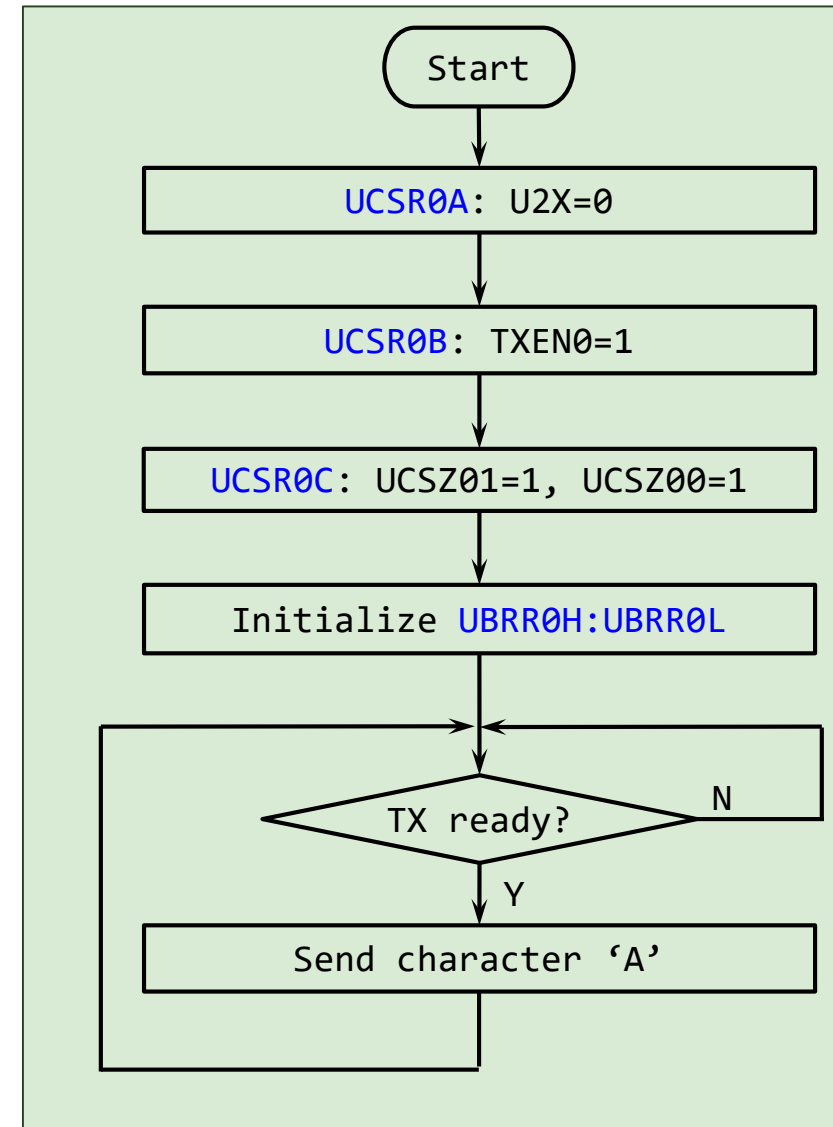 Start
UCSR0A: U2X=0
UCSR0B: TXEN0=1
UCSR0C: UCSZ01=1, UCSZ00=1
Initialize UBRR0H:UBRR0L
TX ready?
N
Y
Send character ‘A’